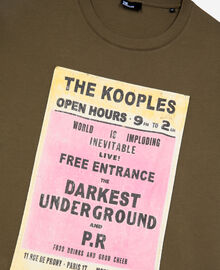 THE KOOPLES
OPEN HOURS · 9 PM TO 2 AM
WORLD IS IMPLODING
INEVITABLE
LIVE!
FREE ENTRANCE
THE
DARKEST
UNDERGROUND
AND
P.R
FOSS DRINKS AND GOOD CHEER
11 RUE DE PRONY - PARIS 17